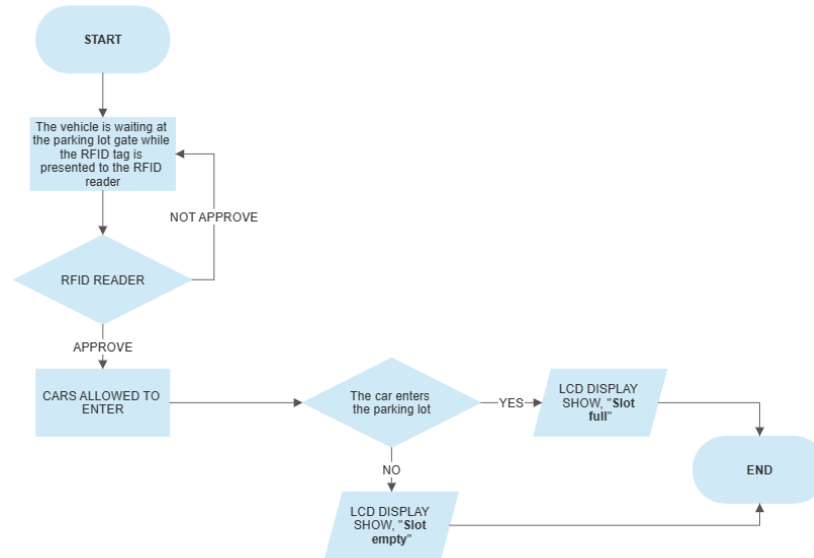 START
The vehicle is waiting at
the parking lot gate while
the RFID tag is
presented to the RFID
reader
NOT APPROVE
RFID READER
APPROVE
CARS ALLOWED TO
ENTER
The car enters
the parking lot
YES
LCD DISPLAY
SHOW, "Slot
full"
END
NO
LCD DISPLAY
SHOW, "Slot
empty"